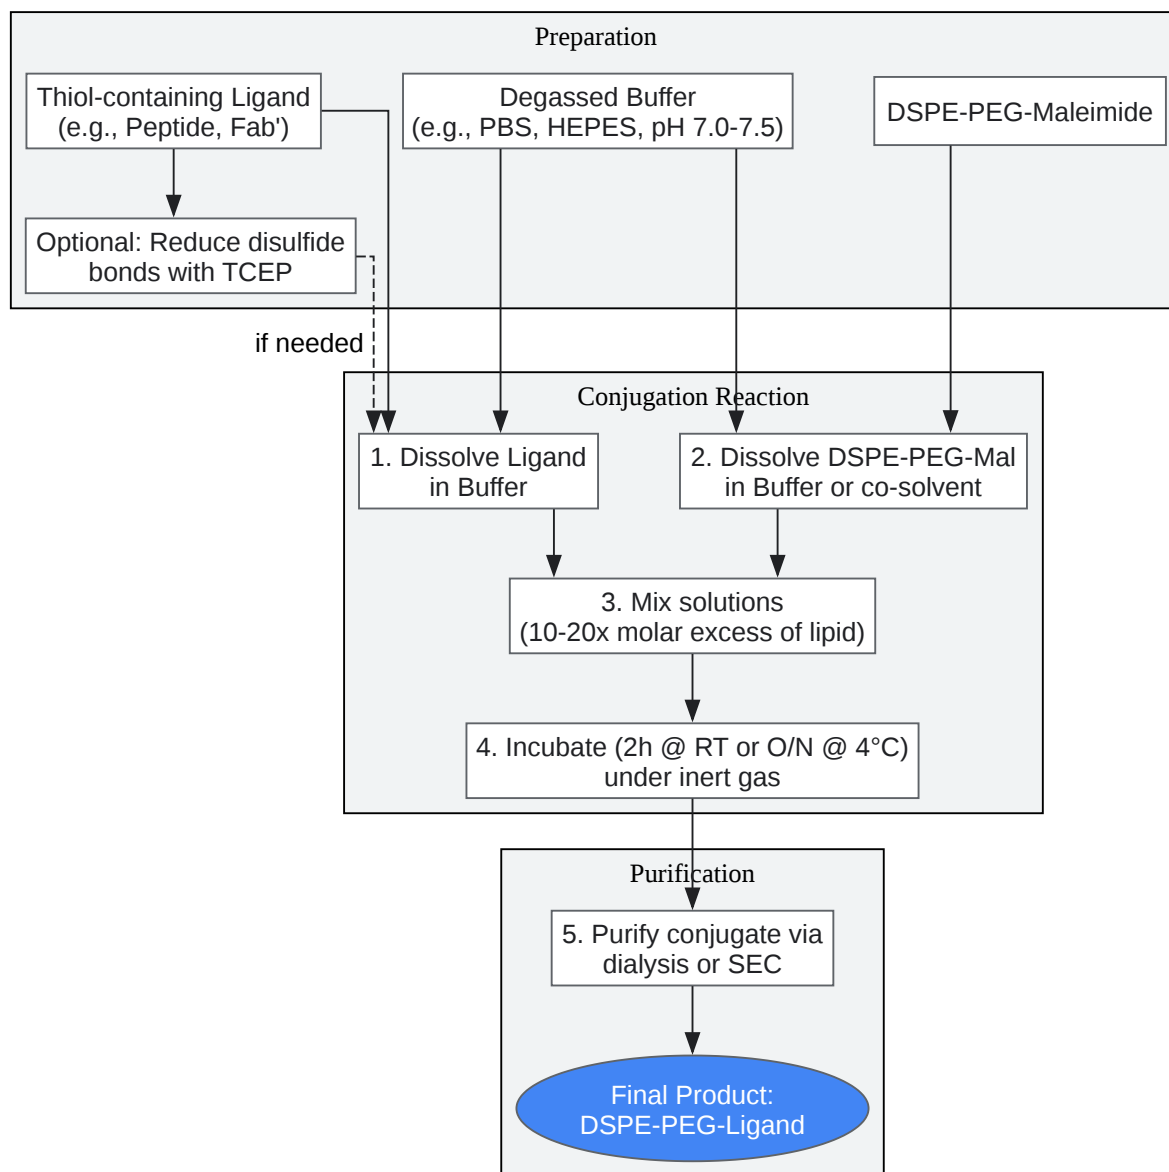 Preparation
Thiol-containing Ligand
(e.g., Peptide, Fab')
Degassed Buffer
(e.g., PBS, HEPES, pH 7.0-7.5)
DSPE-PEG-Maleimide
Optional: Reduce disulfide
bonds with TCEP
if needed
Conjugation Reaction
1. Dissolve Ligand
in Buffer
2. Dissolve DSPE-PEG-Mal
in Buffer or co-solvent
3. Mix solutions
(10-20x molar excess of lipid)
4. Incubate (2h @ RT or O/N @ 4°C)
under inert gas
Purification
5. Purify conjugate via
dialysis or SEC
Final Product:
DSPE-PEG-Ligand